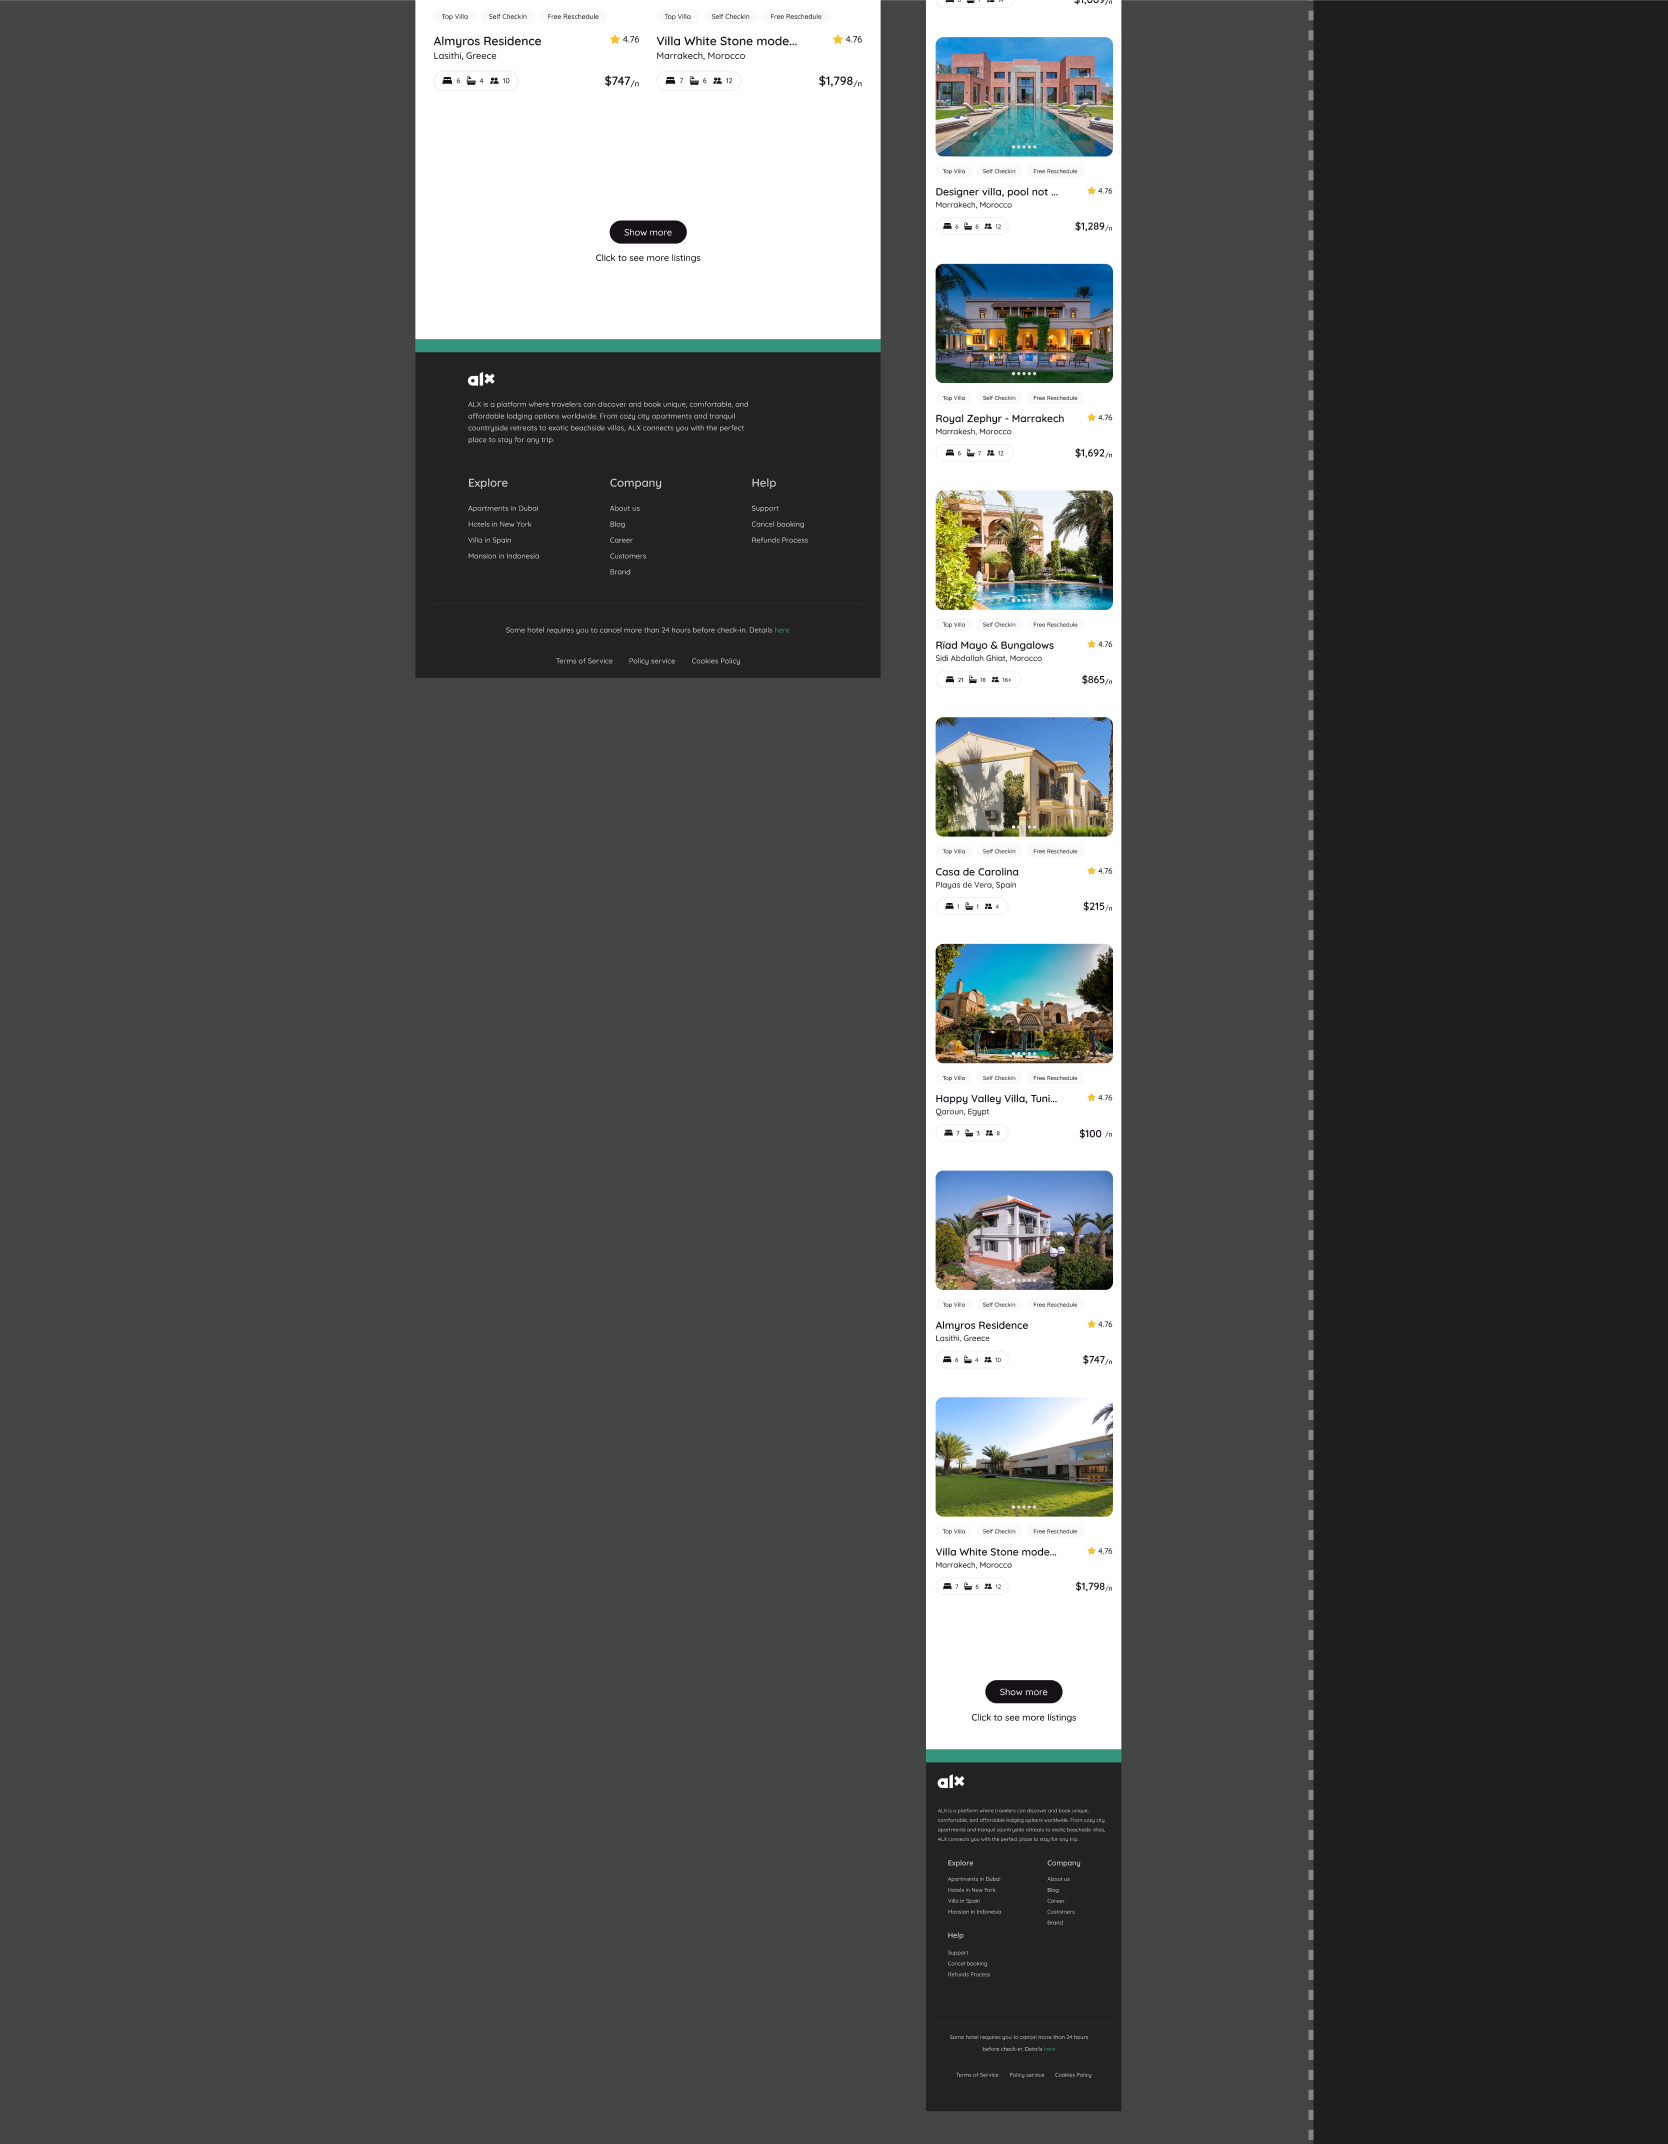 Top Villa Self Checkin Free Reschedule
Almyros Residence 4.76
Lasithi, Greece
6 4 10 $747/n
Top Villa Self Checkin Free Reschedule
Villa White Stone mode... 4.76
Marrakech, Morocco
7 6 12 $1,798/n
Show more
Click to see more listings
alx
ALX is a platform where travelers can discover and book unique, comfortable, and
affordable lodging options worldwide. From cozy city apartments and tranquil
countryside retreats to exotic beachside villas, ALX connects you with the perfect
place to stay for any trip.
Explore
Apartments in Dubai
Hotels in New York
Villa in Spain
Mansion in Indonesia
Company
About us
Blog
Career
Customers
Brand
Help
Support
Cancel booking
Refunds Process
Some hotel requires you to cancel more than 24 hours before check-in. Details here
Terms of Service Policy service Cookies Policy
Top Villa Self Checkin Free Reschedule
Designer villa, pool not ... 4.76
Marrakech, Morocco
6 6 12 $1,289/n
Top Villa Self Checkin Free Reschedule
Royal Zephyr - Marrakech 4.76
Marrakesh, Morocco
6 7 12 $1,692/n
Top Villa Self Checkin Free Reschedule
Rïad Mayo & Bungalows 4.76
Sidi Abdallah Ghiat, Morocco
21 18 16+ $865/n
Top Villa Self Checkin Free Reschedule
Casa de Carolina 4.76
Playas de Vera, Spain
1 1 4 $215/n
Top Villa Self Checkin Free Reschedule
Happy Valley Villa, Tuni... 4.76
Qaroun, Egypt
7 3 8 $100 /n
Top Villa Self Checkin Free Reschedule
Almyros Residence 4.76
Lasithi, Greece
6 4 10 $747/n
Top Villa Self Checkin Free Reschedule
Villa White Stone mode... 4.76
Marrakech, Morocco
7 6 12 $1,798/n
Show more
Click to see more listings
alx
ALX is a platform where travelers can discover and book unique,
comfortable, and affordable lodging options worldwide. From cozy city
apartments and tranquil countryside retreats to exotic beachside villas,
ALX connects you with the perfect place to stay for any trip.
Explore
Apartments in Dubai
Hotels in New York
Villa in Spain
Mansion in Indonesia
Company
About us
Blog
Career
Customers
Brand
Help
Support
Cancel booking
Refunds Process
Some hotel requires you to cancel more than 24 hours
before check-in. Details here
Terms of Service Policy service Cookies Policy